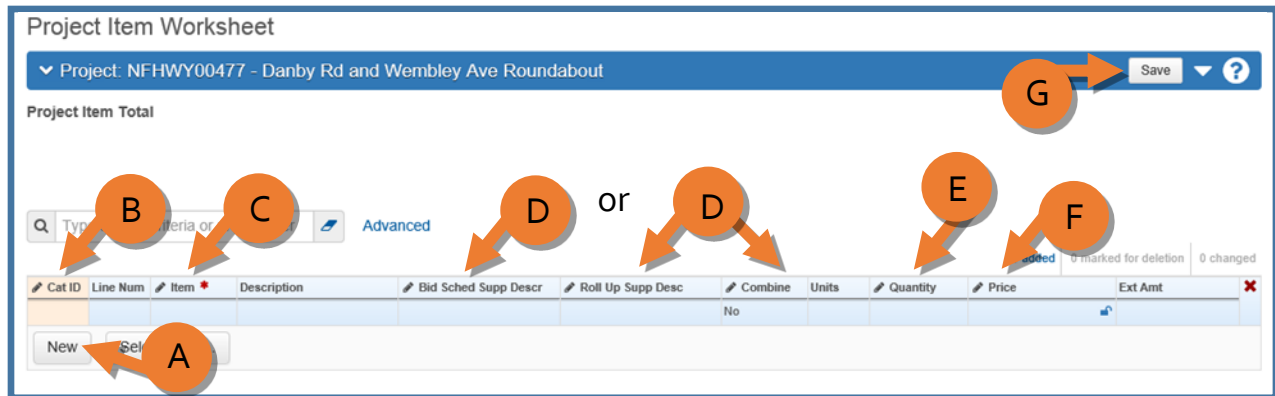 Project Item Worksheet
Project: NFHWY00477 - Danby Rd and Wembley Ave Roundabout
Save
?
G
Project Item Total
B
C
D
or
D
E
F
Advanced
added
0 marked for deletion
0 changed
Cat ID Line Num Item * Description Bid Sched Supp Descr Roll Up Supp Desc Combine Units Quantity Price Ext Amt
No
New
A